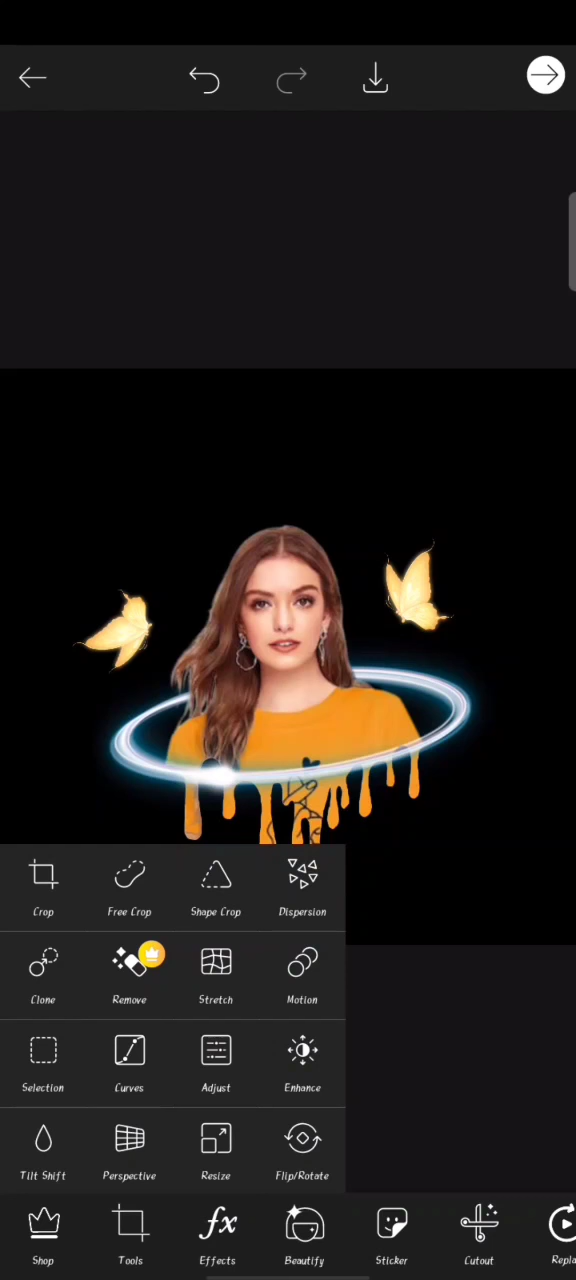 Crop Free Crop Shape Crop Dispersion
Clone Remove Stretch Motion
Selection Curves Adjust Enhance
Tilt Shift Perspective Resize Flip/Rotate
Shop Tools Effects Beautify Sticker Cutout Repla